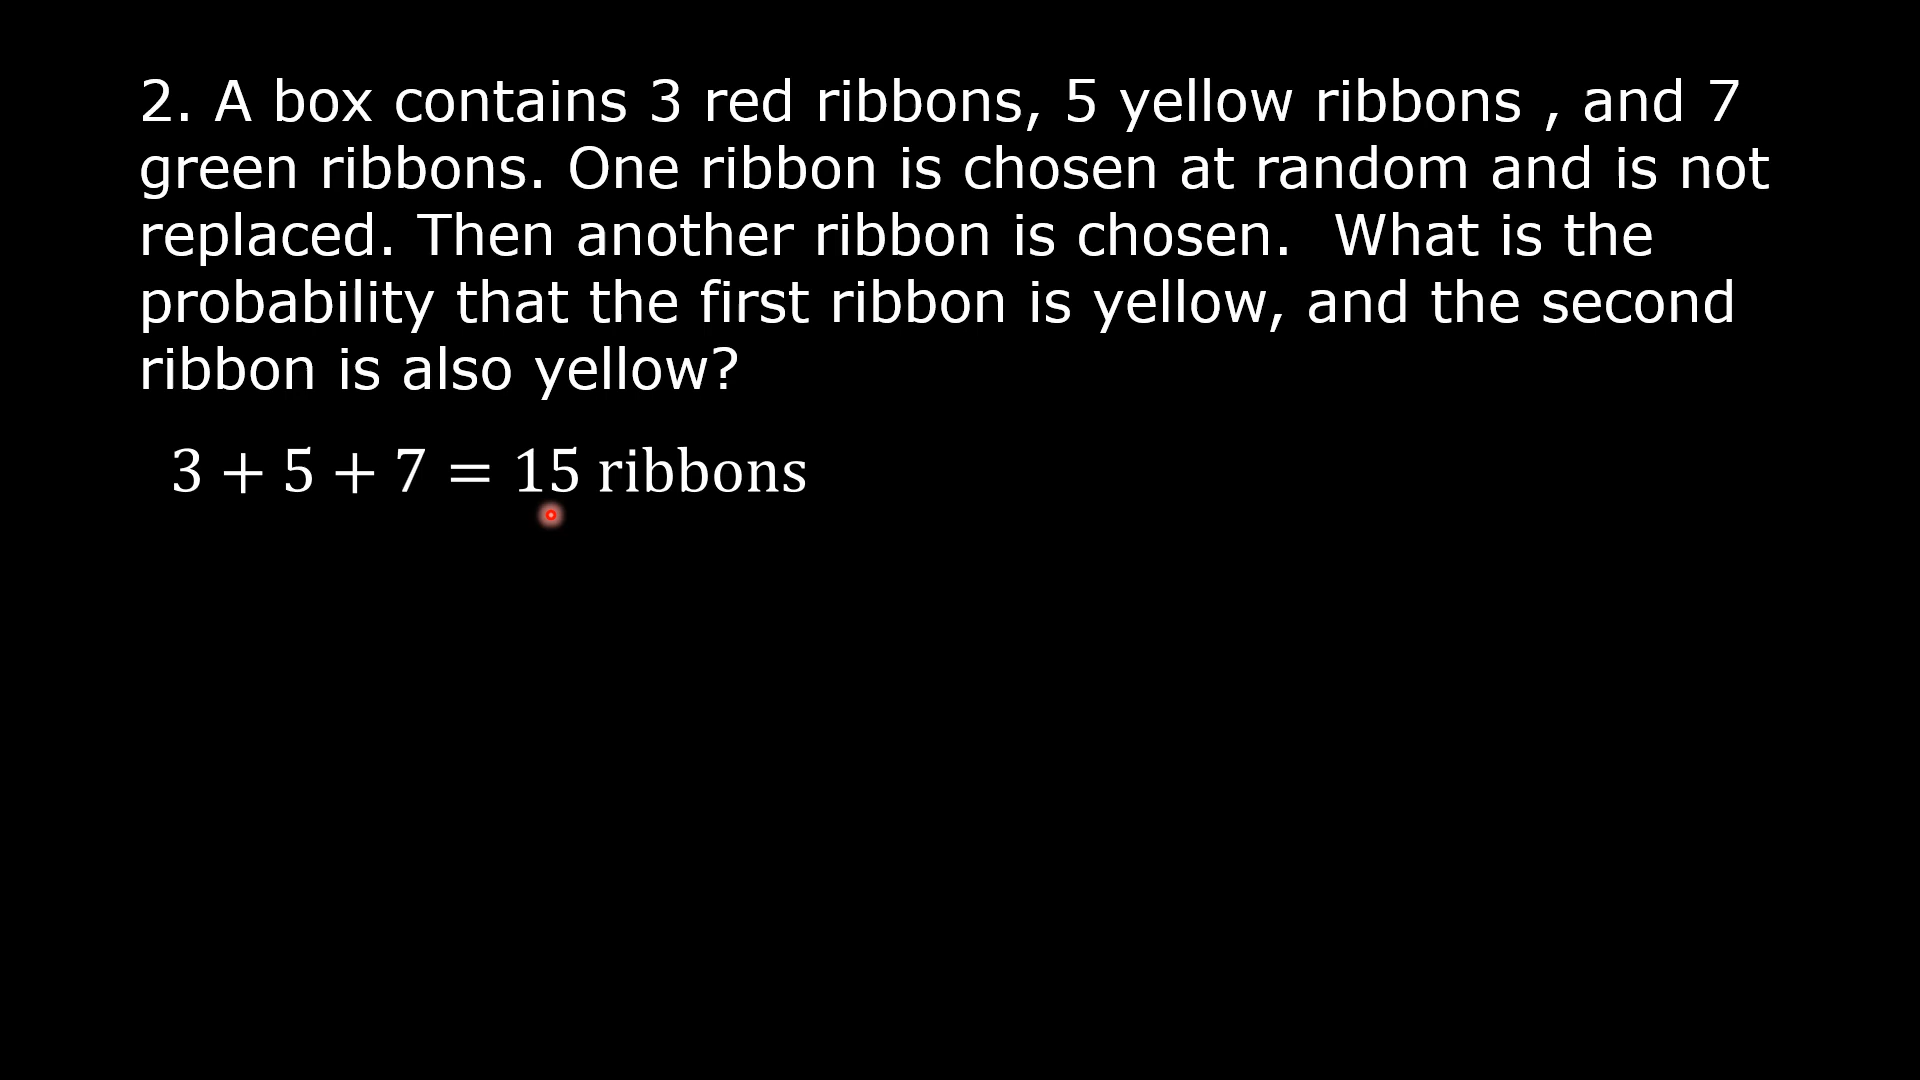 2. A box contains 3 red ribbons, 5 yellow ribbons , and 7
green ribbons. One ribbon is chosen at random and is not
replaced. Then another ribbon is chosen.  What is the
probability that the first ribbon is yellow, and the second
ribbon is also yellow?
3 + 5 + 7 = 15 ribbons